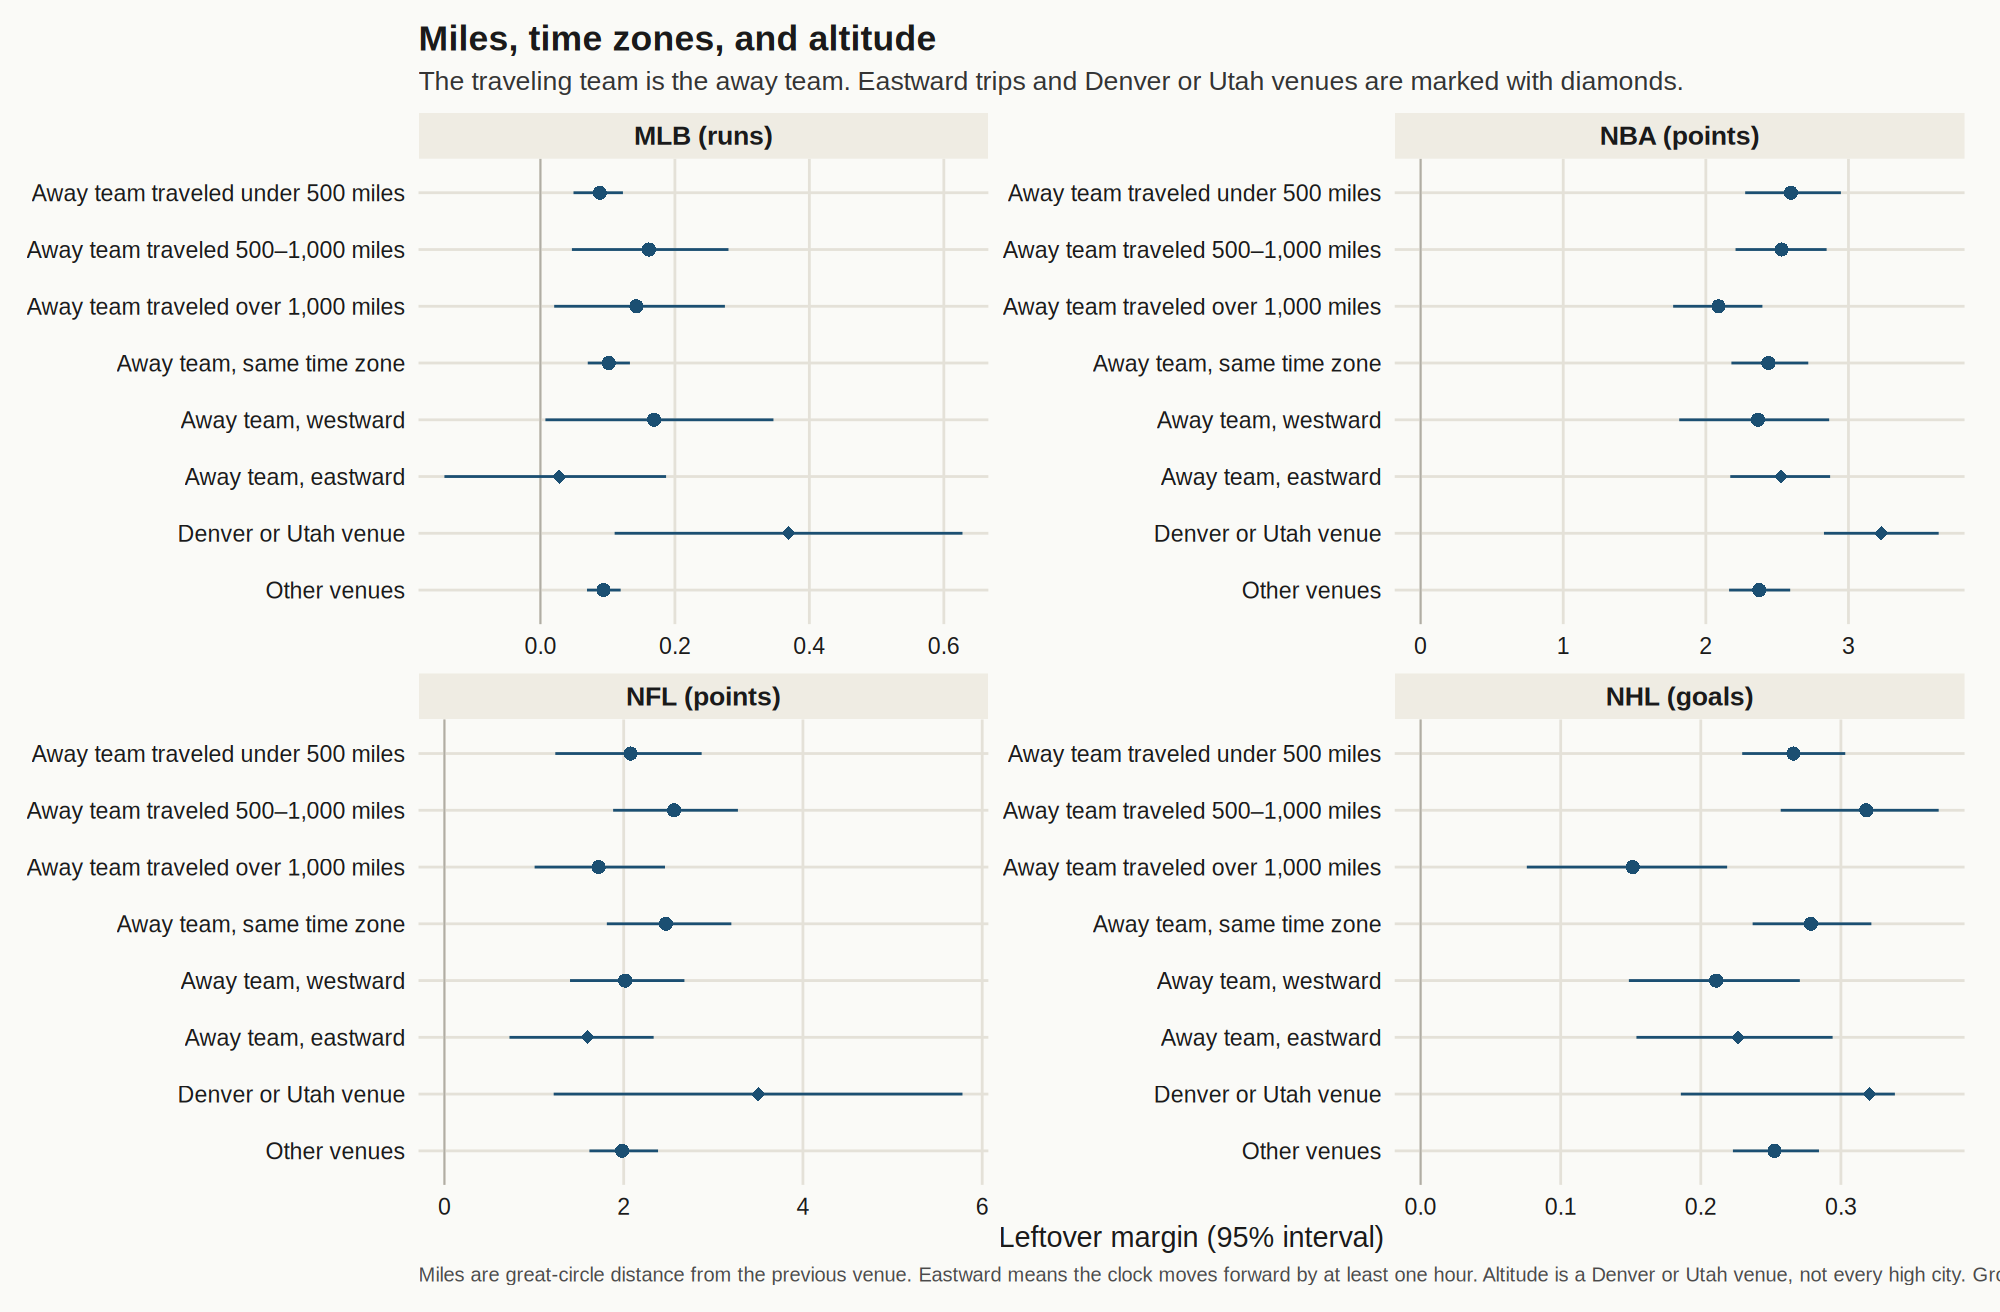 Miles, time zones, and altitude
The traveling team is the away team. Eastward trips and Denver or Utah venues are marked with diamonds.
MLB (runs)
Away team traveled under 500 miles
Away team traveled 500–1,000 miles
Away team traveled over 1,000 miles
Away team, same time zone
Away team, westward
Away team, eastward
Denver or Utah venue
Other venues
0.0 0.2 0.4 0.6
NBA (points)
Away team traveled under 500 miles
Away team traveled 500–1,000 miles
Away team traveled over 1,000 miles
Away team, same time zone
Away team, westward
Away team, eastward
Denver or Utah venue
Other venues
0 1 2 3
NFL (points)
Away team traveled under 500 miles
Away team traveled 500–1,000 miles
Away team traveled over 1,000 miles
Away team, same time zone
Away team, westward
Away team, eastward
Denver or Utah venue
Other venues
0 2 4 6
NHL (goals)
Away team traveled under 500 miles
Away team traveled 500–1,000 miles
Away team traveled over 1,000 miles
Away team, same time zone
Away team, westward
Away team, eastward
Denver or Utah venue
Other venues
0.0 0.1 0.2 0.3
Leftover margin (95% interval)
Miles are great-circle distance from the previous venue. Eastward means the clock moves forward by at least one hour. Altitude is a Denver or Utah venue, not every high city.